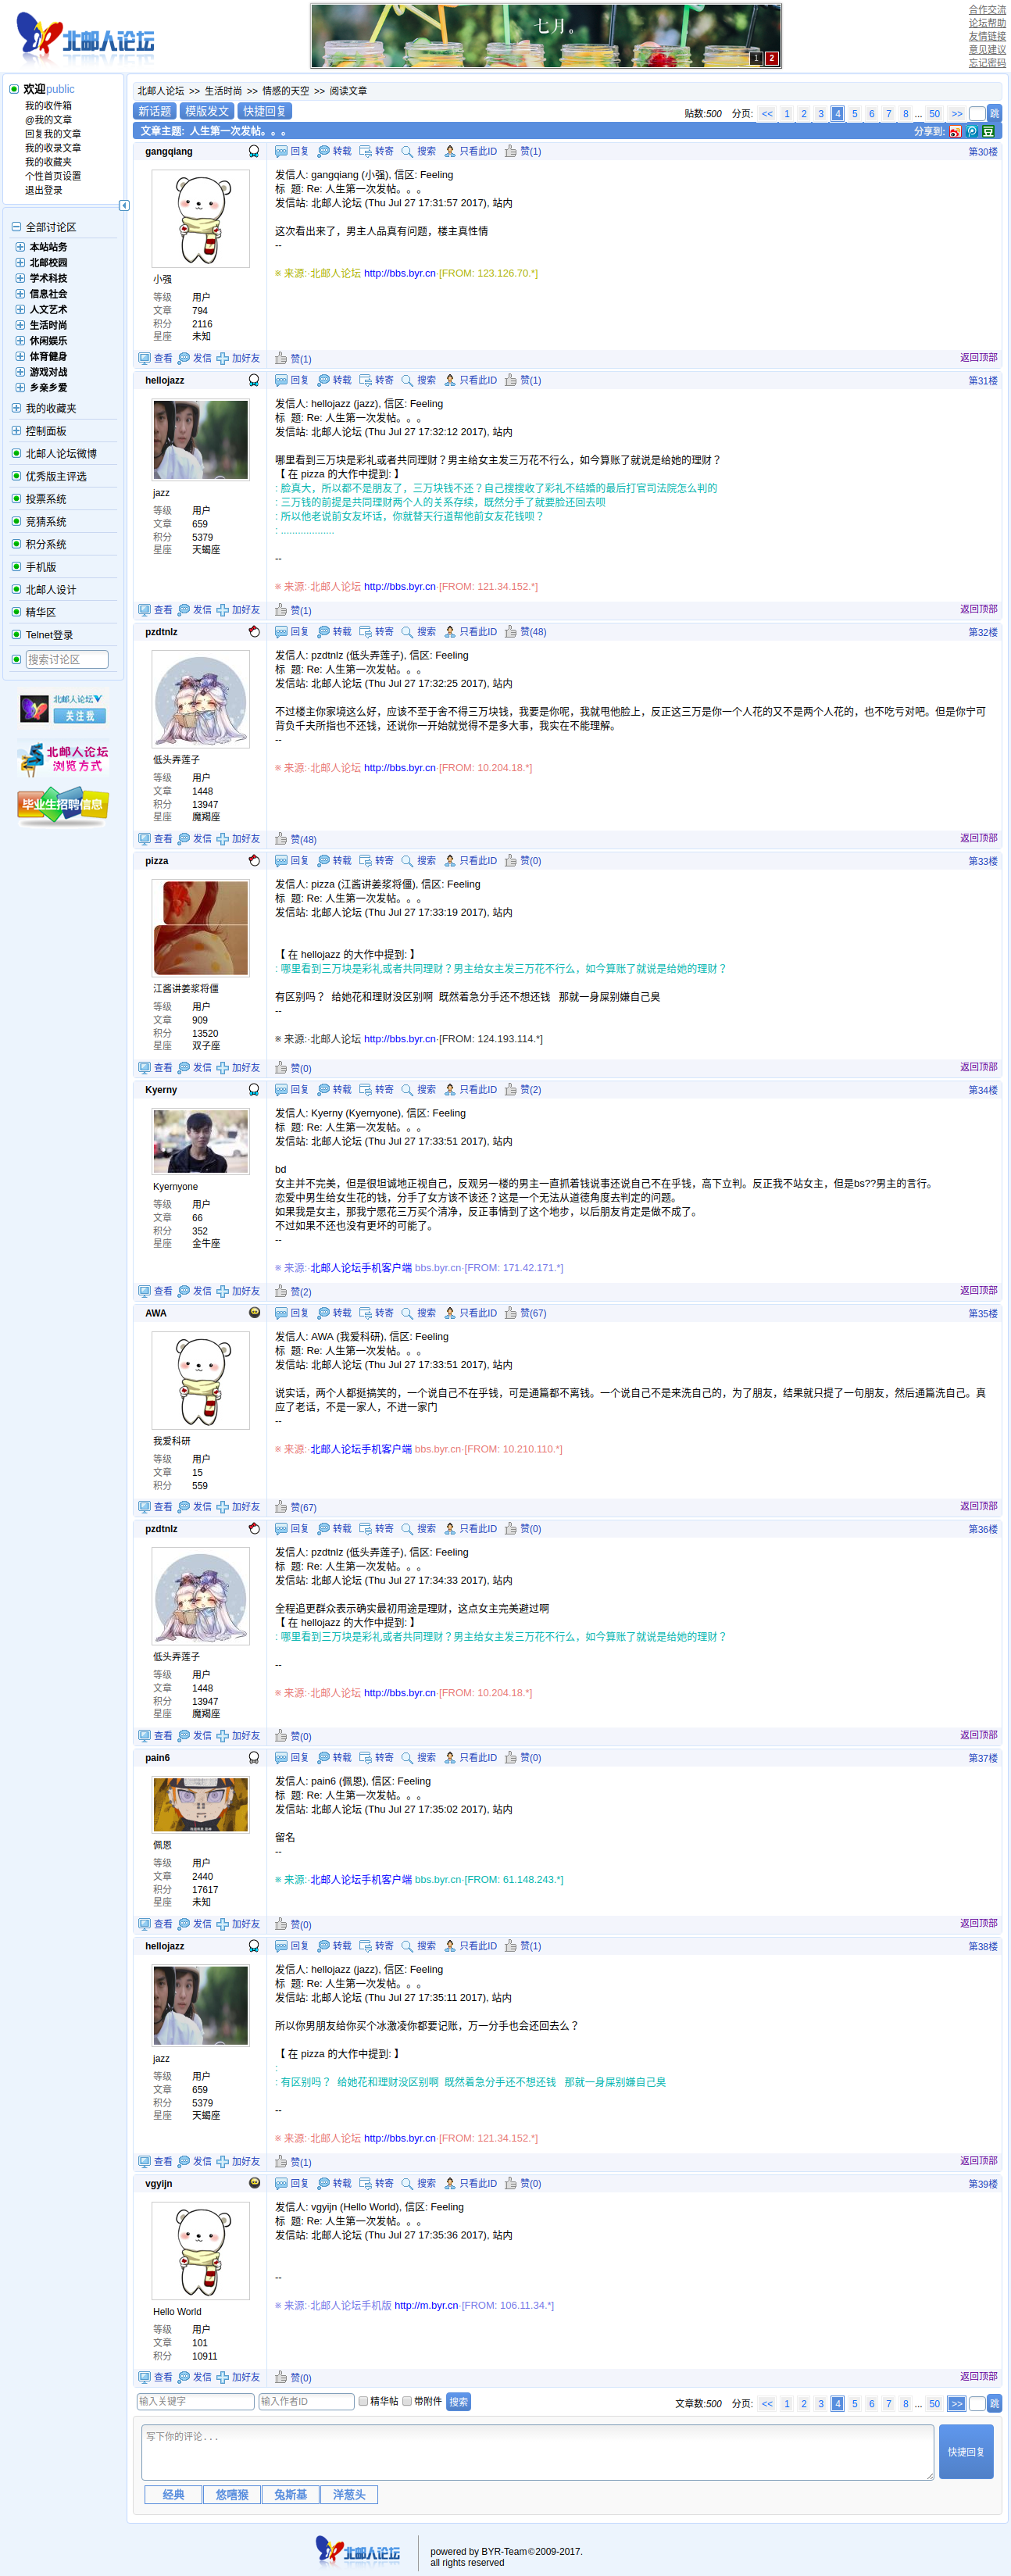 北邮人论坛
七月。
1 2
合作交流
论坛帮助
友情链接
意见建议
忘记密码
欢迎public
我的收件箱
@我的文章
回复我的文章
我的收录文章
我的收藏夹
个性首页设置
退出登录
全部讨论区
本站站务
北邮校园
学术科技
信息社会
人文艺术
生活时尚
休闲娱乐
体育健身
游戏对战
乡亲乡爱
我的收藏夹
控制面板
北邮人论坛微博
优秀版主评选
投票系统
竞猜系统
积分系统
手机版
北邮人设计
精华区
Telnet登录
搜索讨论区
北邮人论坛
关注我
北邮人论坛
浏览方式
毕业生招聘信息
北邮人论坛 >> 生活时尚 >> 情感的天空 >> 阅读文章
新话题 模版发文 快捷回复
贴数:500 分页: << 1 2 3 4 5 6 7 8 ... 50 >> 跳
文章主题: 人生第一次发帖。。。 分享到:
gangqiang 回复 转载 转寄 搜索 只看此ID 赞(1) 第30楼
小强
等级 用户
文章 794
积分 2116
星座 未知
发信人: gangqiang (小强), 信区: Feeling
标 题: Re: 人生第一次发帖。。。
发信站: 北邮人论坛 (Thu Jul 27 17:31:57 2017), 站内
这次看出来了，男主人品真有问题，楼主真性情
--
※ 来源:·北邮人论坛 http://bbs.byr.cn·[FROM: 123.126.70.*]
查看 发信 加好友 赞(1) 返回顶部
hellojazz 回复 转载 转寄 搜索 只看此ID 赞(1) 第31楼
jazz
等级 用户
文章 659
积分 5379
星座 天蝎座
发信人: hellojazz (jazz), 信区: Feeling
标 题: Re: 人生第一次发帖。。。
发信站: 北邮人论坛 (Thu Jul 27 17:32:12 2017), 站内
哪里看到三万块是彩礼或者共同理财？男主给女主发三万花不行么，如今算账了就说是给她的理财？
【 在 pizza 的大作中提到: 】
: 脸真大，所以都不是朋友了，三万块钱不还？自己搜搜收了彩礼不结婚的最后打官司法院怎么判的
: 三万钱的前提是共同理财两个人的关系存续，既然分手了就要脸还回去呗
: 所以他老说前女友坏话，你就替天行道帮他前女友花钱呗？
: ...................
--
※ 来源:·北邮人论坛 http://bbs.byr.cn·[FROM: 121.34.152.*]
查看 发信 加好友 赞(1) 返回顶部
pzdtnlz 回复 转载 转寄 搜索 只看此ID 赞(48) 第32楼
低头弄莲子
等级 用户
文章 1448
积分 13947
星座 魔羯座
发信人: pzdtnlz (低头弄莲子), 信区: Feeling
标 题: Re: 人生第一次发帖。。。
发信站: 北邮人论坛 (Thu Jul 27 17:32:25 2017), 站内
不过楼主你家境这么好，应该不至于舍不得三万块钱，我要是你呢，我就甩他脸上，反正这三万是你一个人花的又不是两个人花的，也不吃亏对吧。但是你宁可
背负千夫所指也不还钱，还说你一开始就觉得不是多大事，我实在不能理解。
--
※ 来源:·北邮人论坛 http://bbs.byr.cn·[FROM: 10.204.18.*]
查看 发信 加好友 赞(48) 返回顶部
pizza 回复 转载 转寄 搜索 只看此ID 赞(0) 第33楼
江酱讲姜浆将僵
等级 用户
文章 909
积分 13520
星座 双子座
发信人: pizza (江酱讲姜浆将僵), 信区: Feeling
标 题: Re: 人生第一次发帖。。。
发信站: 北邮人论坛 (Thu Jul 27 17:33:19 2017), 站内
【 在 hellojazz 的大作中提到: 】
: 哪里看到三万块是彩礼或者共同理财？男主给女主发三万花不行么，如今算账了就说是给她的理财？
有区别吗？ 给她花和理财没区别啊 既然着急分手还不想还钱 那就一身屎别嫌自己臭
--
※ 来源:·北邮人论坛 http://bbs.byr.cn·[FROM: 124.193.114.*]
查看 发信 加好友 赞(0) 返回顶部
Kyerny 回复 转载 转寄 搜索 只看此ID 赞(2) 第34楼
Kyernyone
等级 用户
文章 66
积分 352
星座 金牛座
发信人: Kyerny (Kyernyone), 信区: Feeling
标 题: Re: 人生第一次发帖。。。
发信站: 北邮人论坛 (Thu Jul 27 17:33:51 2017), 站内
bd
女主并不完美，但是很坦诚地正视自己，反观另一楼的男主一直抓着钱说事还说自己不在乎钱，高下立判。反正我不站女主，但是bs??男主的言行。
恋爱中男生给女生花的钱，分手了女方该不该还？这是一个无法从道德角度去判定的问题。
如果我是女主，那我宁愿花三万买个清净，反正事情到了这个地步，以后朋友肯定是做不成了。
不过如果不还也没有更坏的可能了。
--
※ 来源:·北邮人论坛手机客户端 bbs.byr.cn·[FROM: 171.42.171.*]
查看 发信 加好友 赞(2) 返回顶部
AWA 回复 转载 转寄 搜索 只看此ID 赞(67) 第35楼
我爱科研
等级 用户
文章 15
积分 559
发信人: AWA (我爱科研), 信区: Feeling
标 题: Re: 人生第一次发帖。。。
发信站: 北邮人论坛 (Thu Jul 27 17:33:51 2017), 站内
说实话，两个人都挺搞笑的，一个说自己不在乎钱，可是通篇都不离钱。一个说自己不是来洗自己的，为了朋友，结果就只提了一句朋友，然后通篇洗自己。真
应了老话，不是一家人，不进一家门
--
※ 来源:·北邮人论坛手机客户端 bbs.byr.cn·[FROM: 10.210.110.*]
查看 发信 加好友 赞(67) 返回顶部
pzdtnlz 回复 转载 转寄 搜索 只看此ID 赞(0) 第36楼
低头弄莲子
等级 用户
文章 1448
积分 13947
星座 魔羯座
发信人: pzdtnlz (低头弄莲子), 信区: Feeling
标 题: Re: 人生第一次发帖。。。
发信站: 北邮人论坛 (Thu Jul 27 17:34:33 2017), 站内
全程追更群众表示确实最初用途是理财，这点女主完美避过啊
【 在 hellojazz 的大作中提到: 】
: 哪里看到三万块是彩礼或者共同理财？男主给女主发三万花不行么，如今算账了就说是给她的理财？
--
※ 来源:·北邮人论坛 http://bbs.byr.cn·[FROM: 10.204.18.*]
查看 发信 加好友 赞(0) 返回顶部
pain6 回复 转载 转寄 搜索 只看此ID 赞(0) 第37楼
佩恩
等级 用户
文章 2440
积分 17617
星座 未知
发信人: pain6 (佩恩), 信区: Feeling
标 题: Re: 人生第一次发帖。。。
发信站: 北邮人论坛 (Thu Jul 27 17:35:02 2017), 站内
留名
--
※ 来源:·北邮人论坛手机客户端 bbs.byr.cn·[FROM: 61.148.243.*]
查看 发信 加好友 赞(0) 返回顶部
hellojazz 回复 转载 转寄 搜索 只看此ID 赞(1) 第38楼
jazz
等级 用户
文章 659
积分 5379
星座 天蝎座
发信人: hellojazz (jazz), 信区: Feeling
标 题: Re: 人生第一次发帖。。。
发信站: 北邮人论坛 (Thu Jul 27 17:35:11 2017), 站内
所以你男朋友给你买个冰激凌你都要记账，万一分手也会还回去么？
【 在 pizza 的大作中提到: 】
:
: 有区别吗？ 给她花和理财没区别啊 既然着急分手还不想还钱 那就一身屎别嫌自己臭
--
※ 来源:·北邮人论坛 http://bbs.byr.cn·[FROM: 121.34.152.*]
查看 发信 加好友 赞(1) 返回顶部
vgyijn 回复 转载 转寄 搜索 只看此ID 赞(0) 第39楼
Hello World
等级 用户
文章 101
积分 10911
发信人: vgyijn (Hello World), 信区: Feeling
标 题: Re: 人生第一次发帖。。。
发信站: 北邮人论坛 (Thu Jul 27 17:35:36 2017), 站内
--
※ 来源:·北邮人论坛手机版 http://m.byr.cn·[FROM: 106.11.34.*]
查看 发信 加好友 赞(0) 返回顶部
输入关键字 输入作者ID 精华帖 带附件 搜索
文章数:500 分页: << 1 2 3 4 5 6 7 8 ... 50 >> 跳
写下你的评论...
快捷回复
经典 悠嘻猴 兔斯基 洋葱头
北邮人论坛
powered by BYR-Team©2009-2017.
all rights reserved